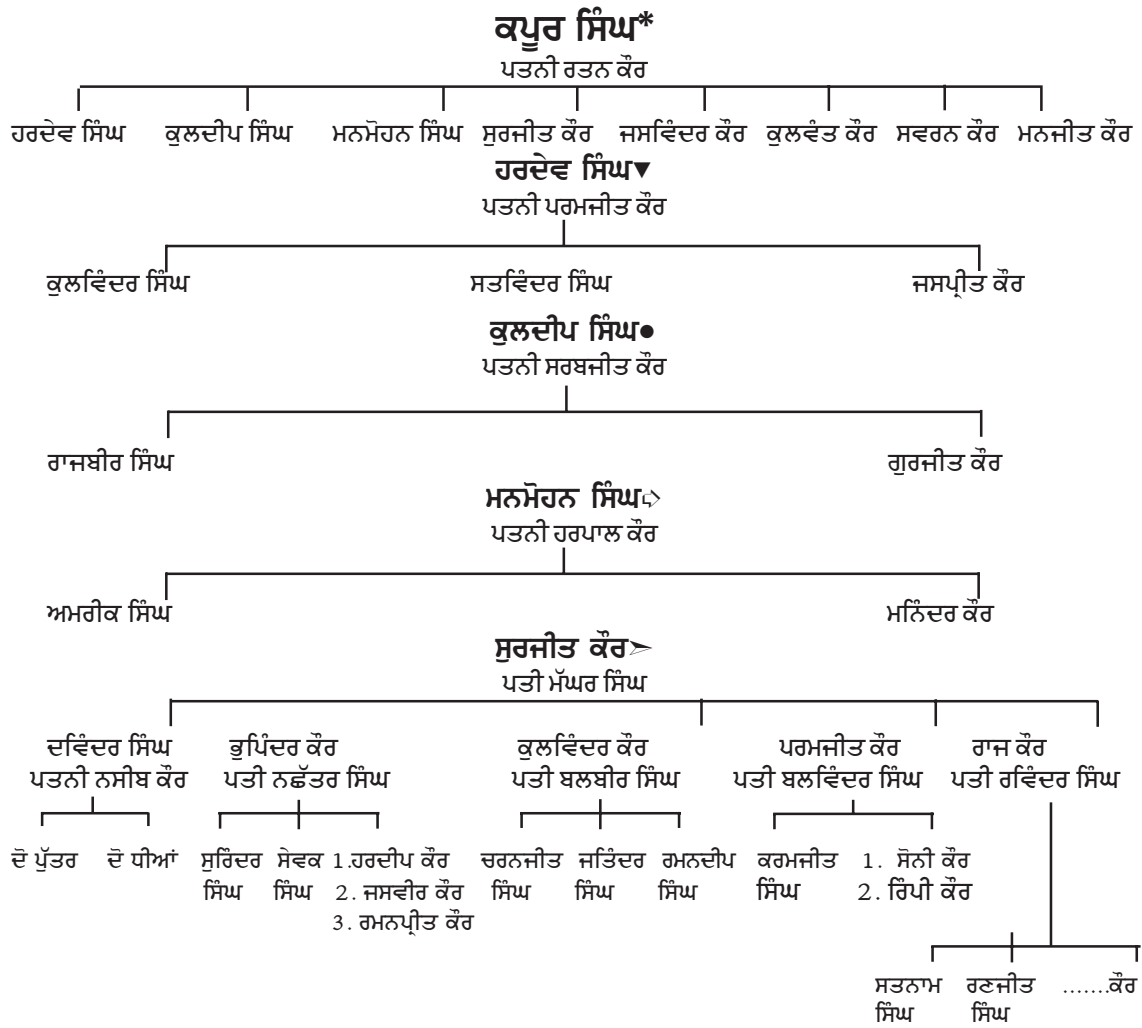 ਕਪੂਰ ਸਿੰਘ*
ਪਤਨੀ ਰਤਨ ਕੌਰ
ਹਰਦੇਵ ਸਿੰਘ ਕੁਲਦੀਪ ਸਿੰਘ ਮਨਮੋਹਨ ਸਿੰਘ ਸੁਰਜੀਤ ਕੌਰ ਜਸਵਿੰਦਰ ਕੌਰ ਕੁਲਵੰਤ ਕੌਰ ਸਵਰਨ ਕੌਰ ਮਨਜੀਤ ਕੌਰ
ਹਰਦੇਵ ਸਿੰਘ▼
ਪਤਨੀ ਪਰਮਜੀਤ ਕੌਰ
ਕੁਲਵਿੰਦਰ ਸਿੰਘ ਸਤਵਿੰਦਰ ਸਿੰਘ ਜਸਪ੍ਰੀਤ ਕੌਰ
ਕੁਲਦੀਪ ਸਿੰਘ●
ਪਤਨੀ ਸਰਬਜੀਤ ਕੌਰ
ਰਾਜਬੀਰ ਸਿੰਘ ਗੁਰਜੀਤ ਕੌਰ
ਮਨਮੋਹਨ ਸਿੰਘ➪
ਪਤਨੀ ਹਰਪਾਲ ਕੌਰ
ਅਮਰੀਕ ਸਿੰਘ ਮਨਿੰਦਰ ਕੌਰ
ਸੁਰਜੀਤ ਕੌਰ➣
ਪਤੀ ਮੱਘਰ ਸਿੰਘ
ਦਵਿੰਦਰ ਸਿੰਘ ਭੁਪਿੰਦਰ ਕੌਰ ਕੁਲਵਿੰਦਰ ਕੌਰ ਪਰਮਜੀਤ ਕੌਰ ਰਾਜ ਕੌਰ
ਪਤਨੀ ਨਸੀਬ ਕੌਰ ਪਤੀ ਨਛੱਤਰ ਸਿੰਘ ਪਤੀ ਬਲਬੀਰ ਸਿੰਘ ਪਤੀ ਬਲਵਿੰਦਰ ਸਿੰਘ ਪਤੀ ਰਵਿੰਦਰ ਸਿੰਘ
ਦੋ ਪੁੱਤਰ ਦੋ ਧੀਆਂ ਸੁਰਿੰਦਰ ਸੇਵਕ 1.ਹਰਦੀਪ ਕੌਰ ਚਰਨਜੀਤ ਜਤਿੰਦਰ ਰਮਨਦੀਪ ਕਰਮਜੀਤ 1. ਸੋਨੀ ਕੌਰ
ਸਿੰਘ ਸਿੰਘ 2. ਜਸਵੀਰ ਕੌਰ ਸਿੰਘ ਸਿੰਘ ਸਿੰਘ ਸਿੰਘ 2. ਰਿੰਪੀ ਕੌਰ
3. ਰਮਨਪ੍ਰੀਤ ਕੌਰ
ਸਤਨਾਮ ਰਣਜੀਤ .......ਕੌਰ
ਸਿੰਘ ਸਿੰਘ